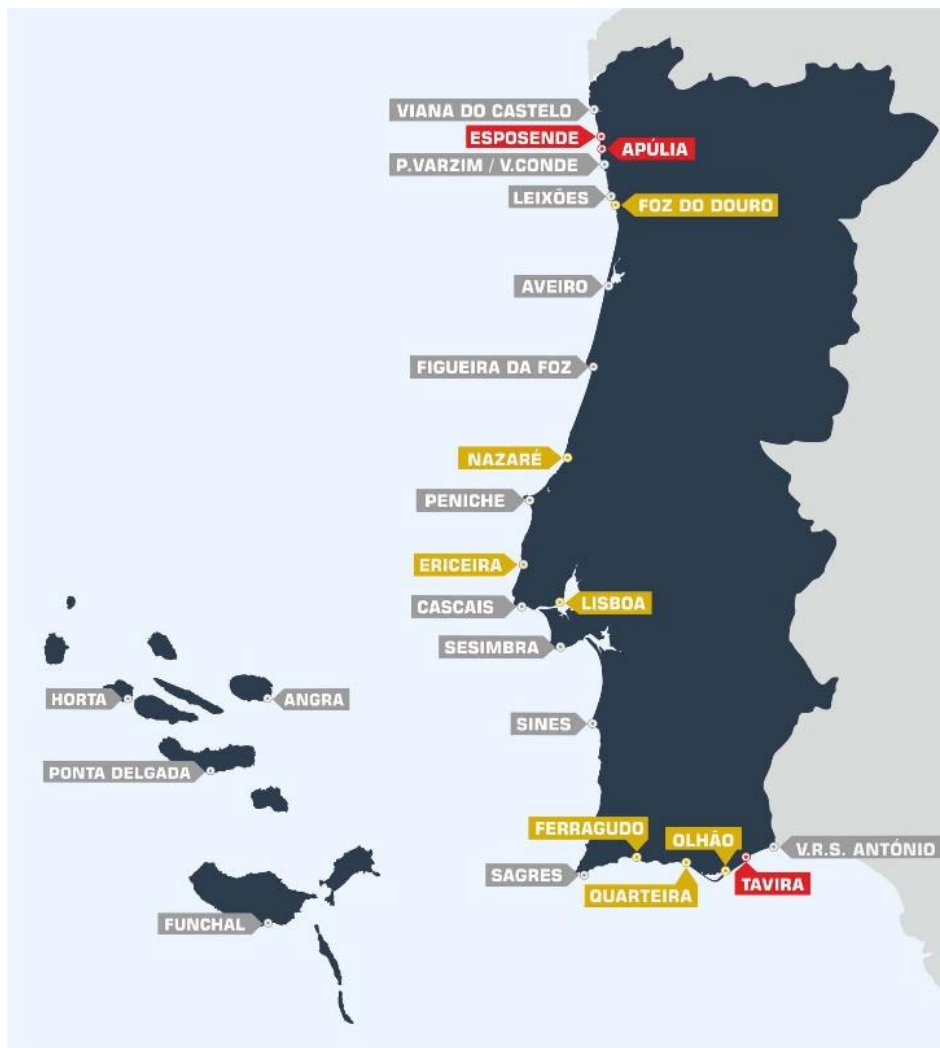 VIANA DO CASTELO
ESPOSENDE
APÚLIA
P.VARZIM / V.CONDE
LEIXÕES
FOZ DO DOURO
AVEIRO
FIGUEIRA DA FOZ
NAZARÉ
PENICHE
ERICEIRA
LISBOA
CASCAIS
SESIMBRA
HORTA
ANGRA
SINES
PONTA DELGADA
FERRAGUDO
OLHÃO
V.R.S. ANTÓNIO
SAGRES
QUARTEIRA
TAVIRA
FUNCHAL